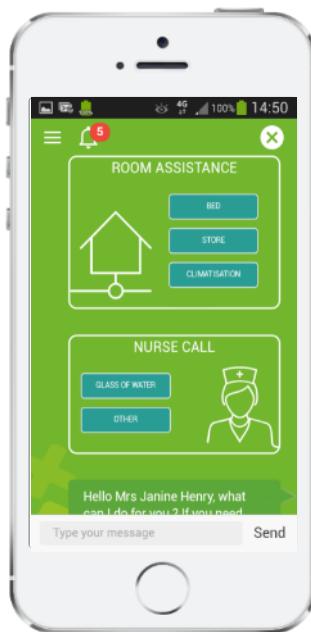 4G 100% 14:50
5
ROOM ASSISTANCE
BED
STORE
CLIMATISATION
NURSE CALL
GLASS OF WATER
OTHER
Hello Mrs Janine Henry, what
can I do for you ? If you need
Type your message Send